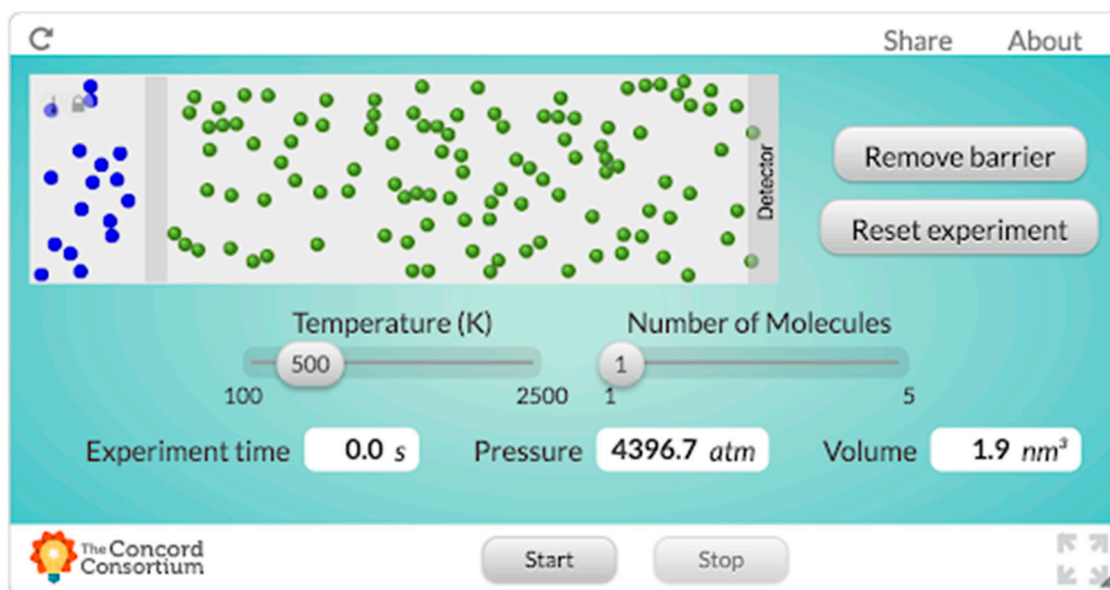 Share About
Detector
Remove barrier
Reset experiment
Temperature (K)
500
100 2500
Number of Molecules
1
1 5
Experiment time 0.0 s
Pressure 4396.7 atm
Volume 1.9 nm³
The Concord
Consortium
Start Stop